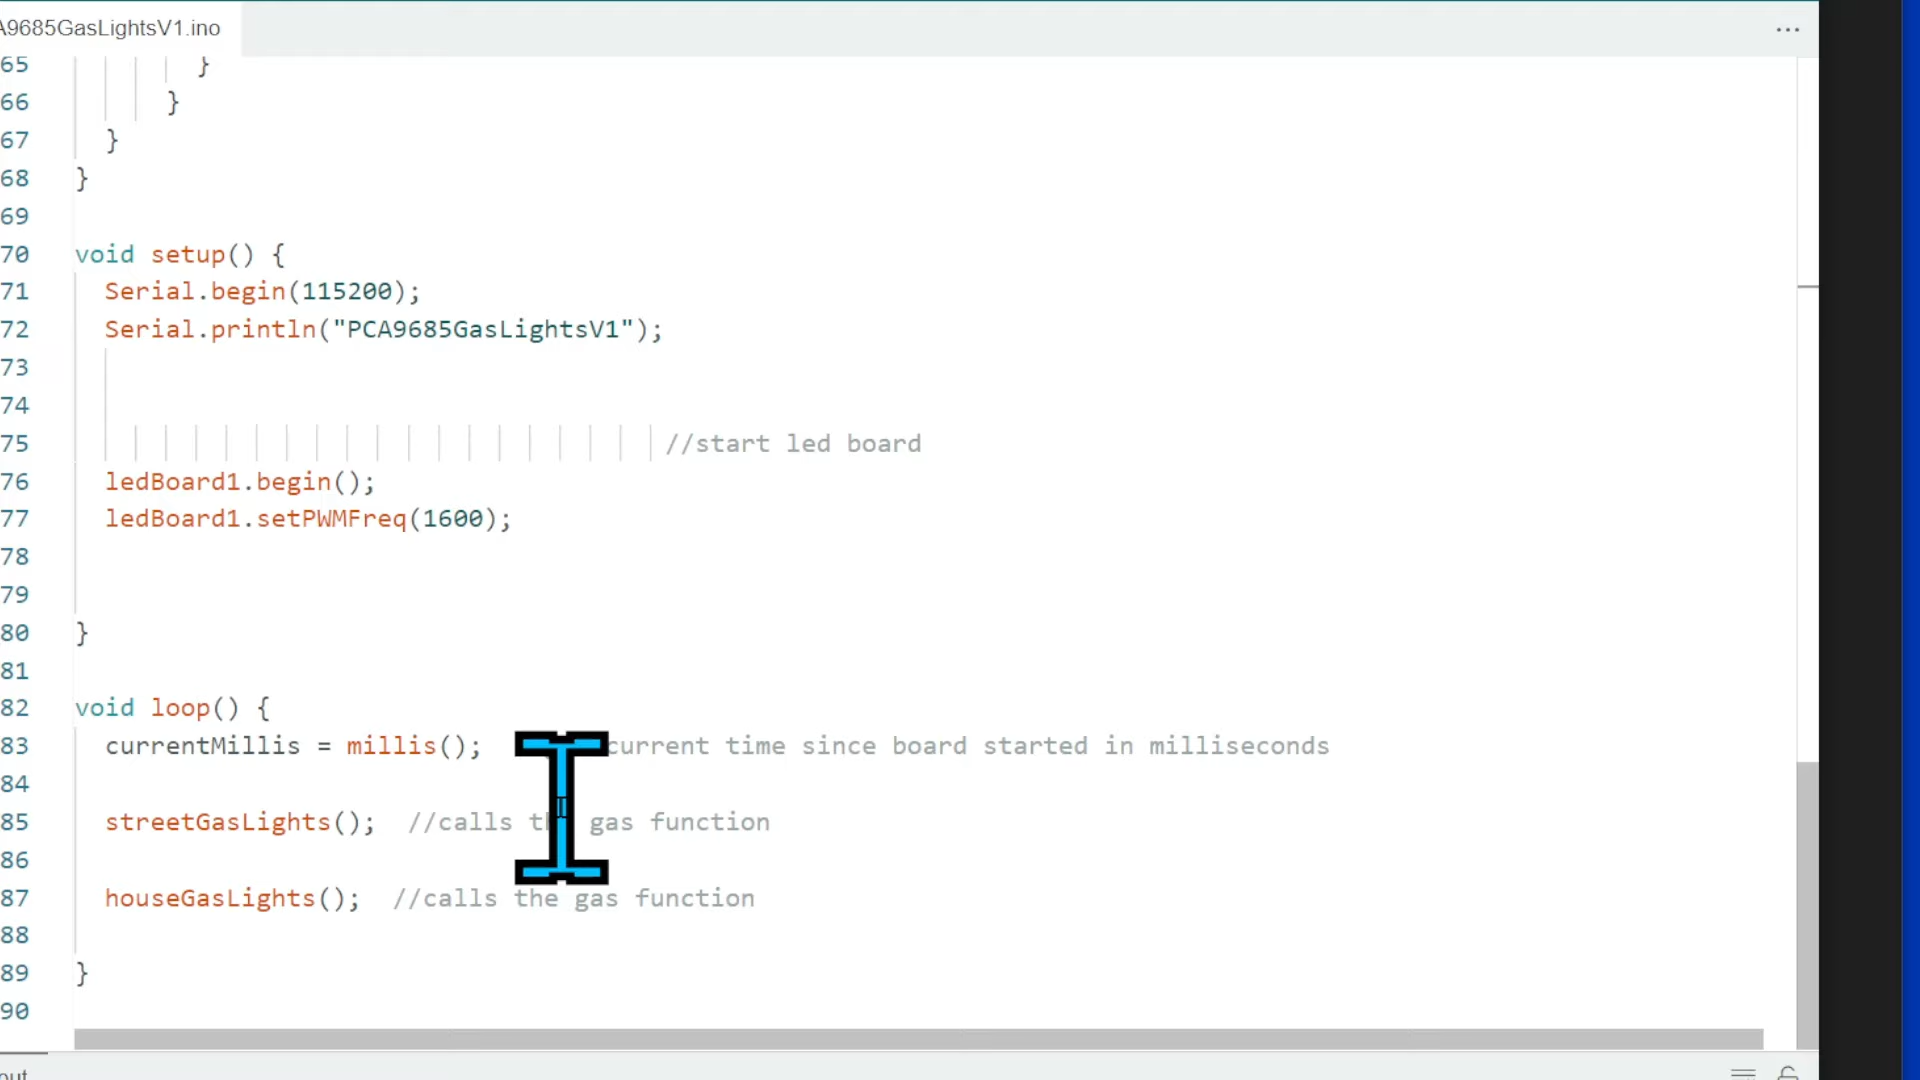 A9685GasLightsV1.ino
65 }
66 }
67 }
68 }
69
70 void setup() {
71 Serial.begin(115200);
72 Serial.println("PCA9685GasLightsV1");
73
74
75 //start led board
76 ledBoard1.begin();
77 ledBoard1.setPWMFreq(1600);
78
79
80 }
81
82 void loop() {
83 currentMillis = millis(); current time since board started in milliseconds
84
85 streetGasLights(); //calls gas function
86
87 houseGasLights(); //calls the gas function
88
89 }
90